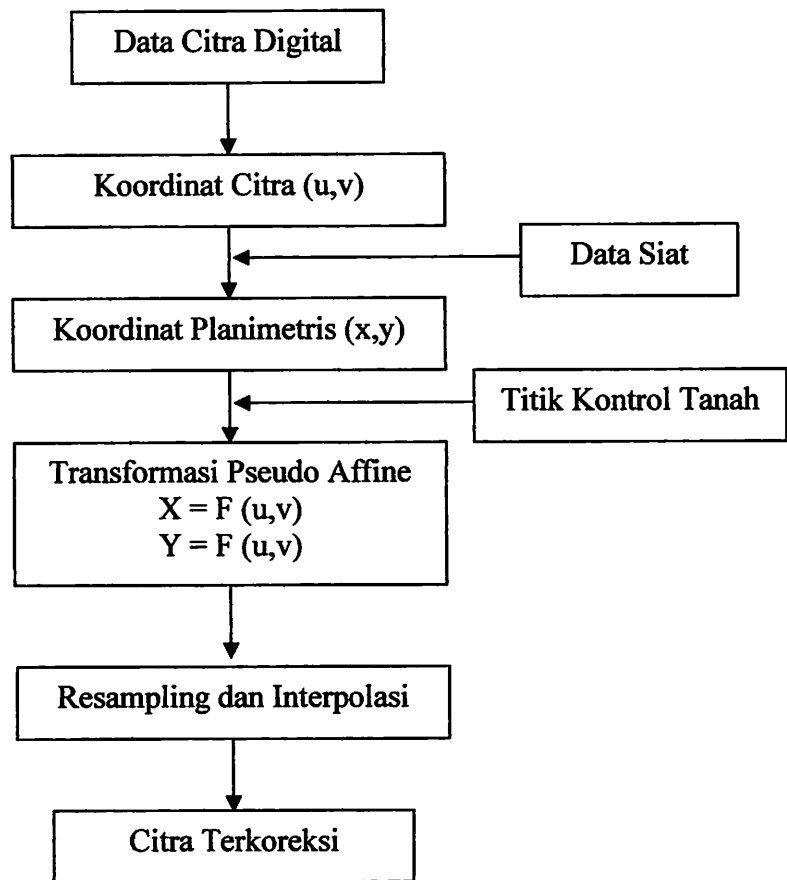 Data Citra Digital
Koordinat Citra (u,v)
Data Siat
Koordinat Planimetris (x,y)
Titik Kontrol Tanah
Transformasi Pseudo Affine
X = F (u,v)
Y = F (u,v)
Resampling dan Interpolasi
Citra Terkoreksi